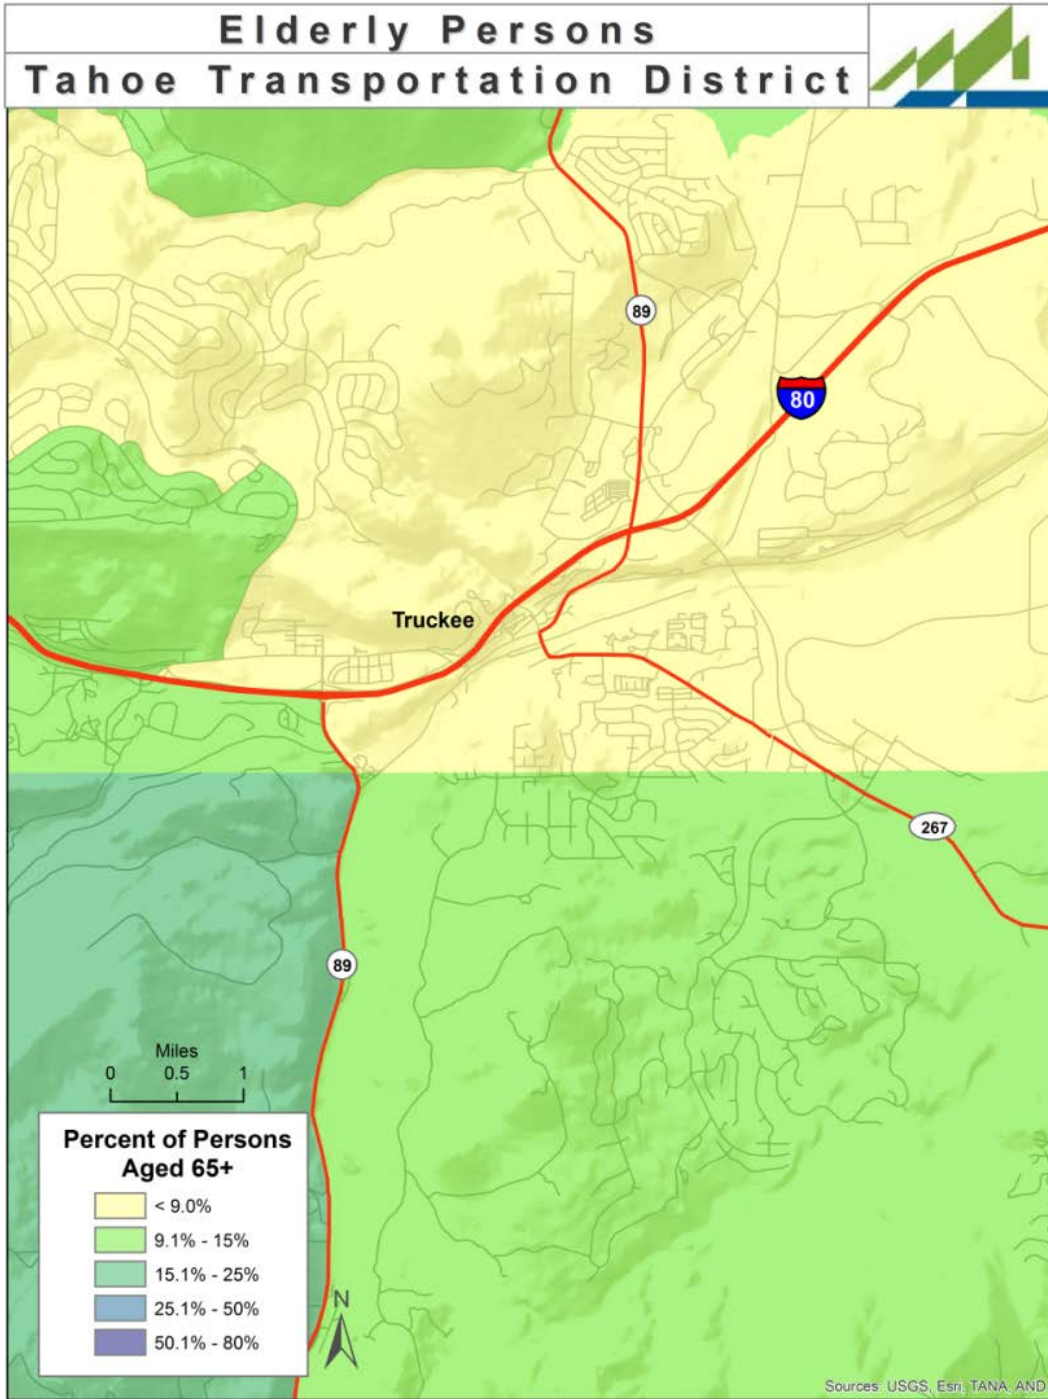 Elderly Persons
Tahoe Transportation District
89
80
Truckee
267
89
Miles
0 0.5 1
Percent of Persons
Aged 65+
< 9.0%
9.1% - 15%
15.1% - 25%
25.1% - 50%
50.1% - 80%
N
Sources: USGS, Esri, TANA, AND